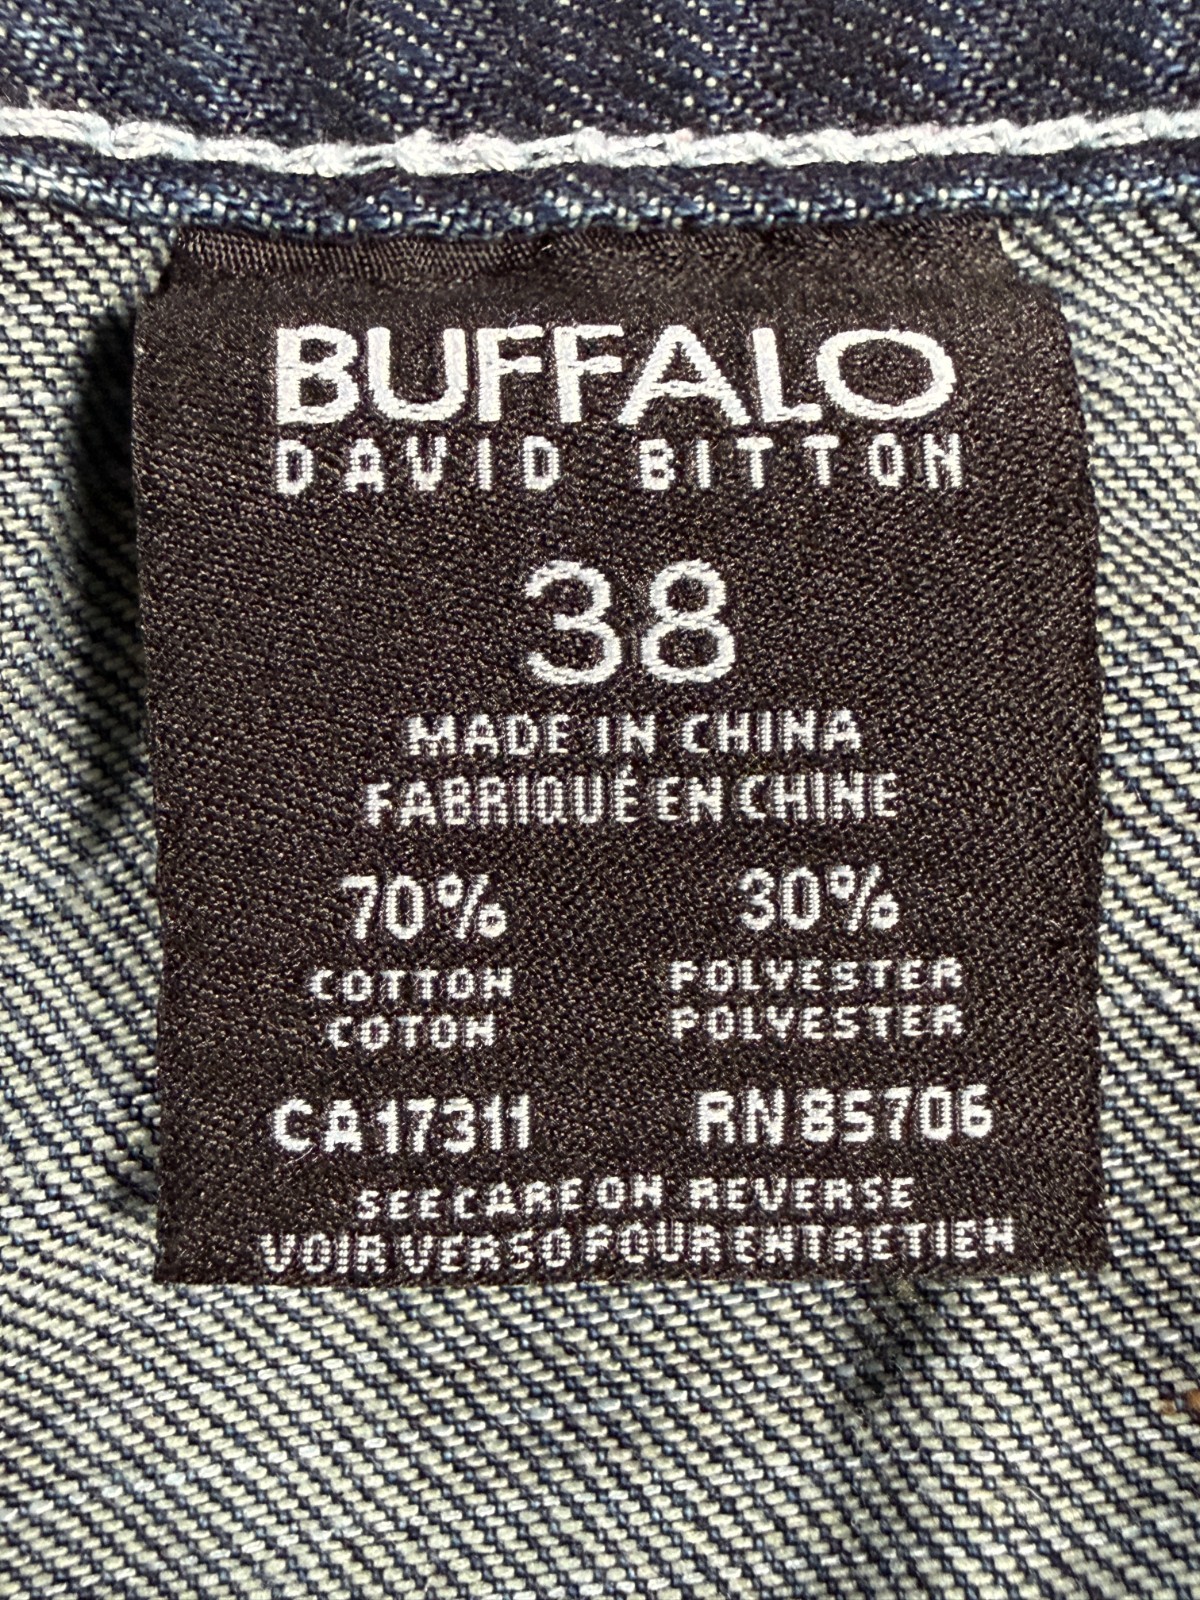 BUFFALO
DAVID BITTON
38
MADE IN CHINA
FABRIQUÉ EN CHINE
70% 30%
COTTON POLYESTER
COTON POLYESTER
CA17311 RN85706
SEE CARE ON REVERSE
VOIR VERSO POUR ENTRETIEN